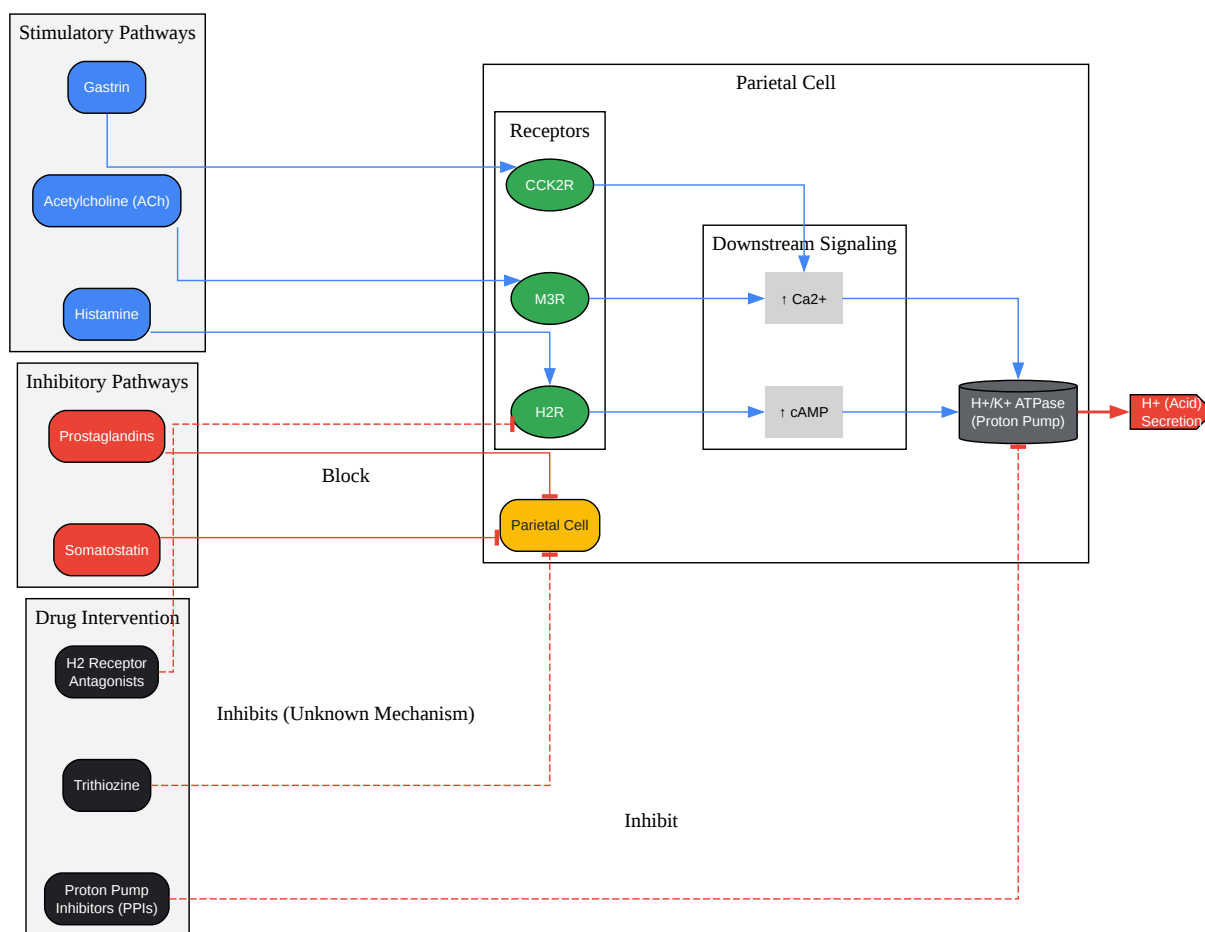 Stimulatory Pathways
Gastrin
Acetylcholine (ACh)
Histamine
Inhibitory Pathways
Prostaglandins
Somatostatin
Drug Intervention
H2 Receptor
Antagonists
Trithiozine
Proton Pump
Inhibitors (PPIs)
Block
Inhibits (Unknown Mechanism)
Inhibit
Parietal Cell
Receptors
CCK2R
M3R
H2R
Parietal Cell
Downstream Signaling
↑ Ca2+
↑ cAMP
H+/K+ ATPase
(Proton Pump)
H+ (Acid)
Secretion